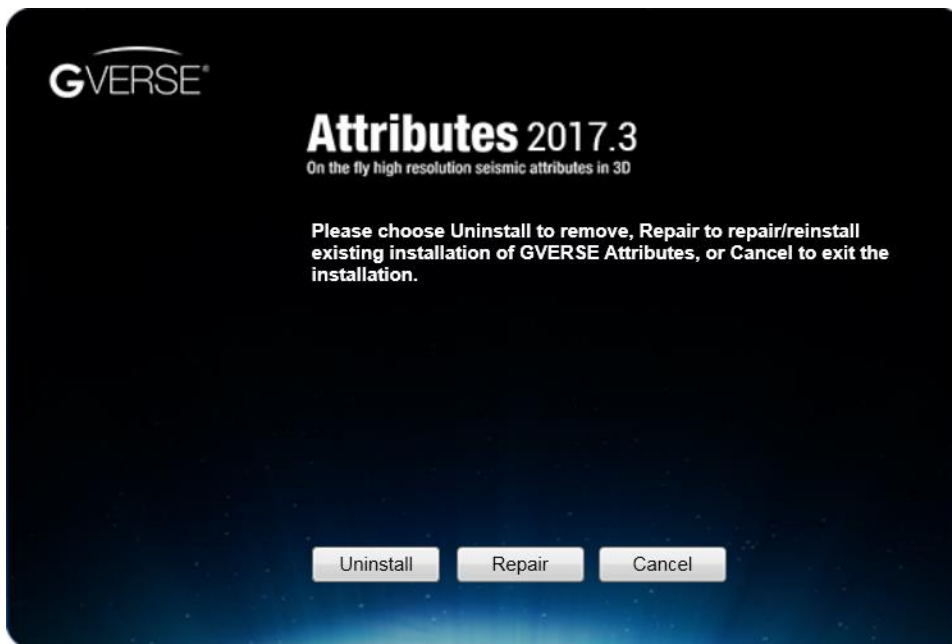 GVERSE®
Attributes 2017.3
On the fly high resolution seismic attributes in 3D
Please choose Uninstall to remove, Repair to repair/reinstall
existing installation of GVERSE Attributes, or Cancel to exit the
installation.
Uninstall Repair Cancel